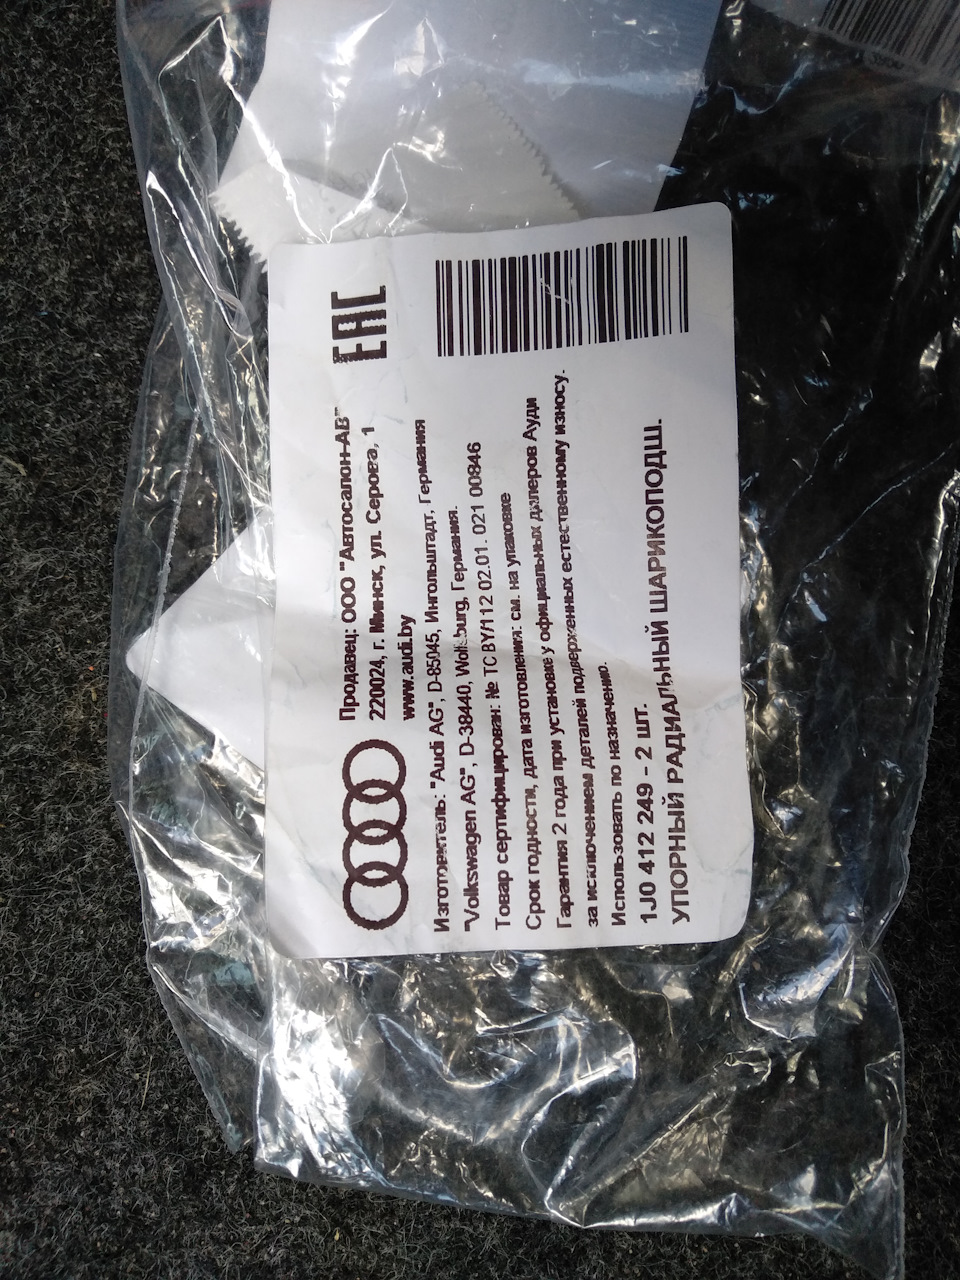 Продавец: ООО "Автосалон-АВ"
220024, г. Минск, ул. Серова, 1
www.audi.by
EAC
Изготовитель: "Audi AG", D-85045, Ингольштадт, Германия
"Volkswagen AG", D-38440, Wolfsburg, Германия.
Товар сертифицирован: № ТС BY/112 02.01. 021 00846
Срок годности, дата изготовления: см. на упаковке
Гарантия 2 года при установке у официальных дилеров Ауди
за исключением деталей подверженных естественному износу.
Использовать по назначению.
1J0 412 249 - 2 шт.
УПОРНЫЙ РАДИАЛЬНЫЙ ШАРИКОПОДШ.